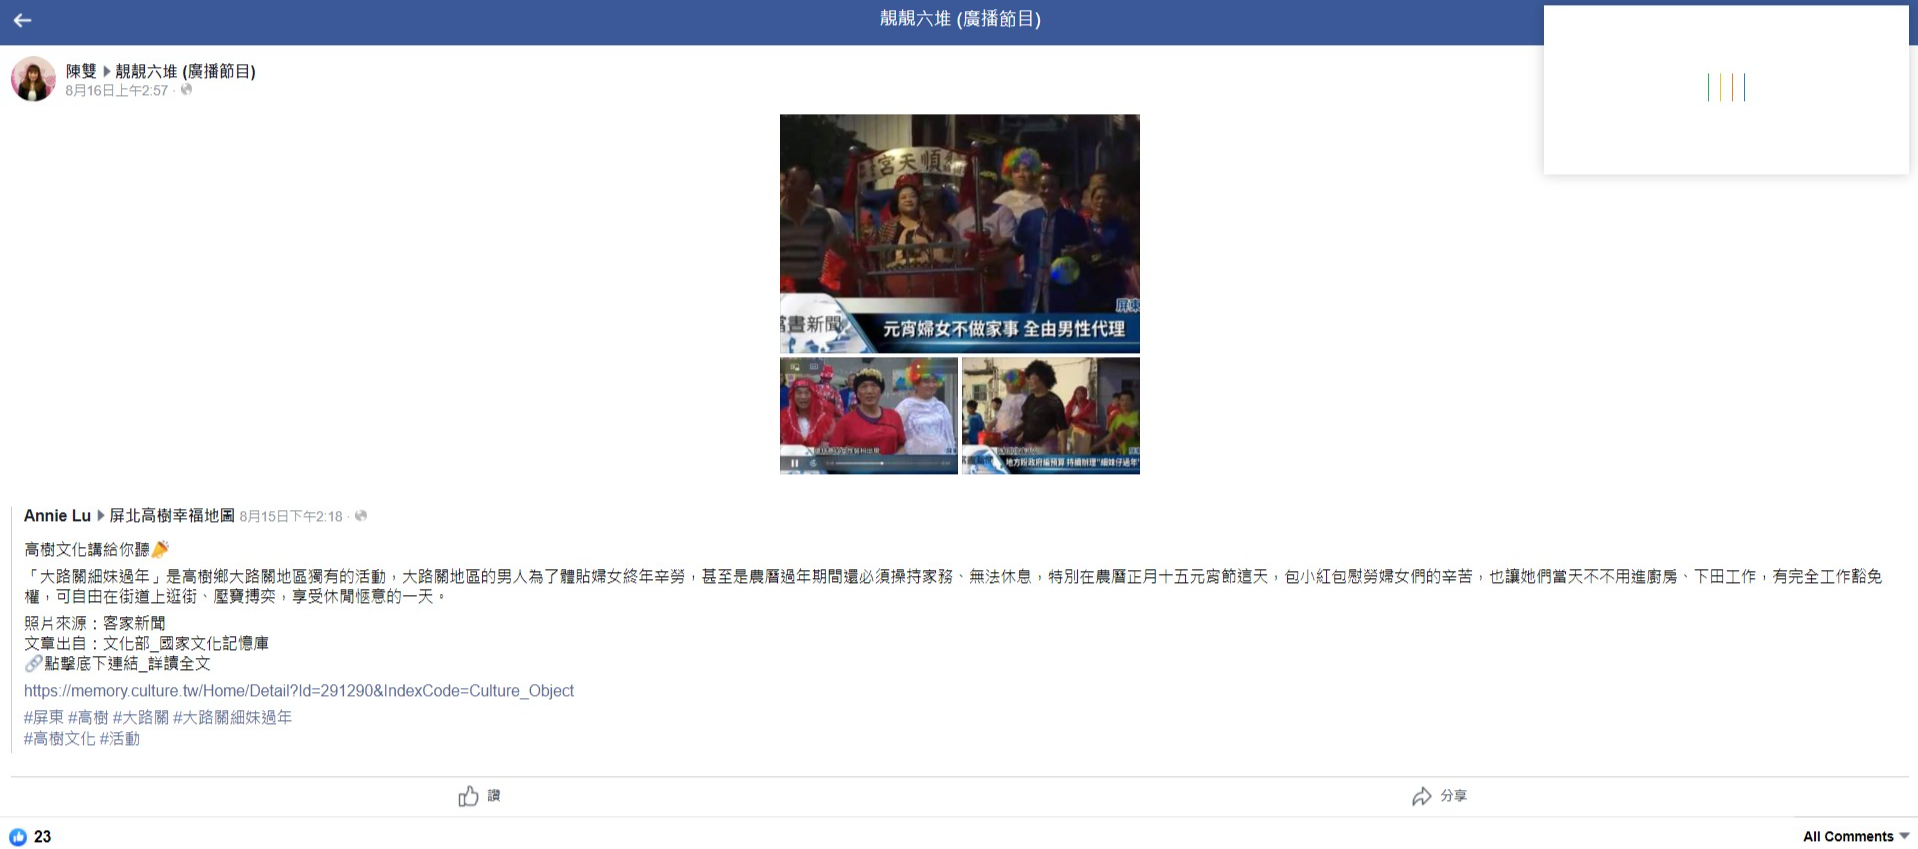 靚靚六堆 (廣播節目)
陳雙 ▶ 靚靚六堆 (廣播節目)
8月16日上午2:57 ·
宮天順
屏東
當晝新聞
元宵婦女不做家事 全由男性代理
地方盼政府編預算 持續辦理"細妹仔過年"
Annie Lu ▶ 屏北高樹幸福地圖 8月15日下午2:18 ·
高樹文化講給你聽🎉
「大路關細妹過年」是高樹鄉大路關地區獨有的活動，大路關地區的男人為了體貼婦女終年辛勞，甚至是農曆過年期間還必須操持家務、無法休息，特別在農曆正月十五元宵節這天，包小紅包慰勞婦女們的辛苦，也讓她們當天不不用進廚房、下田工作，有完全工作豁免
權，可自由在街道上逛街、壓寶搏奕，享受休閒愜意的一天。
照片來源：客家新聞
文章出自：文化部_國家文化記憶庫
🔗點擊底下連結_詳讀全文
https://memory.culture.tw/Home/Detail?Id=291290&IndexCode=Culture_Object
#屏東 #高樹 #大路關 #大路關細妹過年
#高樹文化 #活動
讚
分享
23
All Comments